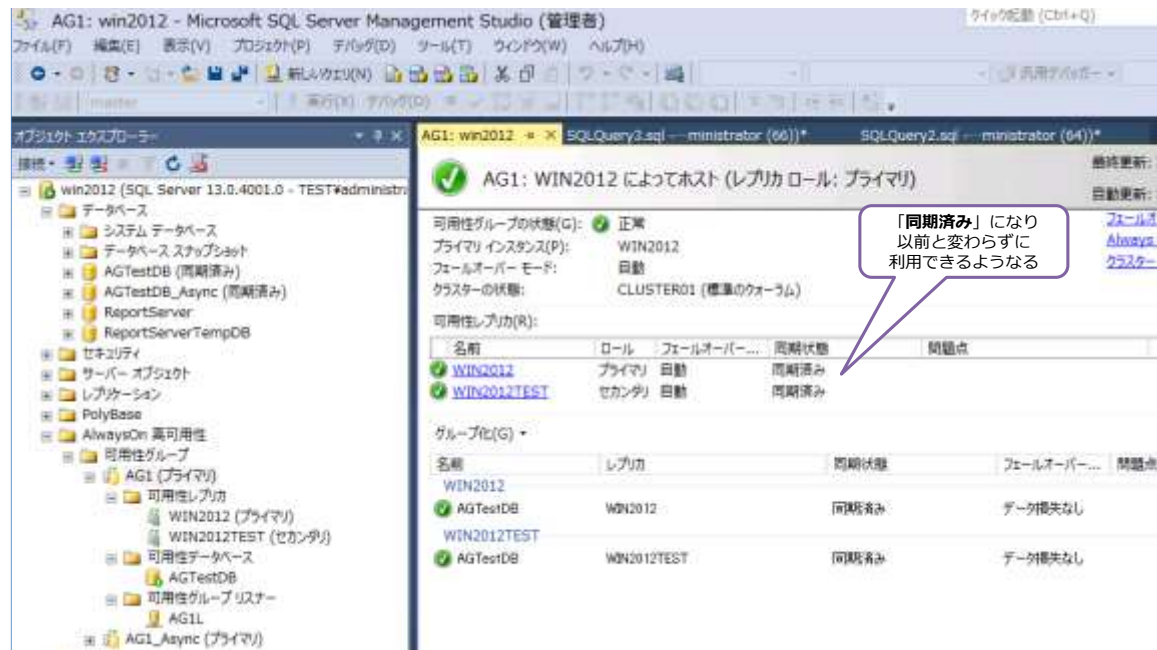 AG1: win2012 - Microsoft SQL Server Management Studio (管理者)
クイック起動 (Ctrl+Q)
ファイル(F) 編集(E) 表示(V) プロジェクト(P) デバッグ(D) ツール(T) ウィンドウ(W) ヘルプ(H)
新しいクエリ(N)
汎用デバッガー
master 実行(X) デバッグ(D)
オブジェクト エクスプローラー
接続
win2012 (SQL Server 13.0.4001.0 - TEST¥administr
データベース
システム データベース
データベース スナップショット
AGTestDB (同期済み)
AGTestDB_Async (同期済み)
ReportServer
ReportServerTempDB
セキュリティ
サーバー オブジェクト
レプリケーション
PolyBase
AlwaysOn 高可用性
可用性グループ
AG1 (プライマリ)
可用性レプリカ
WIN2012 (プライマリ)
WIN2012TEST (セカンダリ)
可用性データベース
AGTestDB
可用性グループ リスナー
AG1L
AG1_Async (プライマリ)
AG1: win2012 SQLQuery3.sql - ministrator (66))* SQLQuery2.sql - ministrator (64))*
AG1: WIN2012 によってホスト (レプリカ ロール: プライマリ)
最終更新:
自動更新:
可用性グループの状態(G): 正常
プライマリ インスタンス(P): WIN2012
フェールオーバー モード: 自動
クラスターの状態: CLUSTER01 (標準のクォーラム)
フェールオ
Always
クラスター
「同期済み」になり
以前と変わらずに
利用できるようなる
可用性レプリカ(R):
名前 ロール フェールオーバー... 同期状態 問題点
WIN2012 プライマリ 自動 同期済み
WIN2012TEST セカンダリ 自動 同期済み
グループ化(G)
名前 レプリカ 同期状態 フェールオーバー... 問題点
WIN2012
AGTestDB WIN2012 同期済み データ損失なし
WIN2012TEST
AGTestDB WIN2012TEST 同期済み データ損失なし